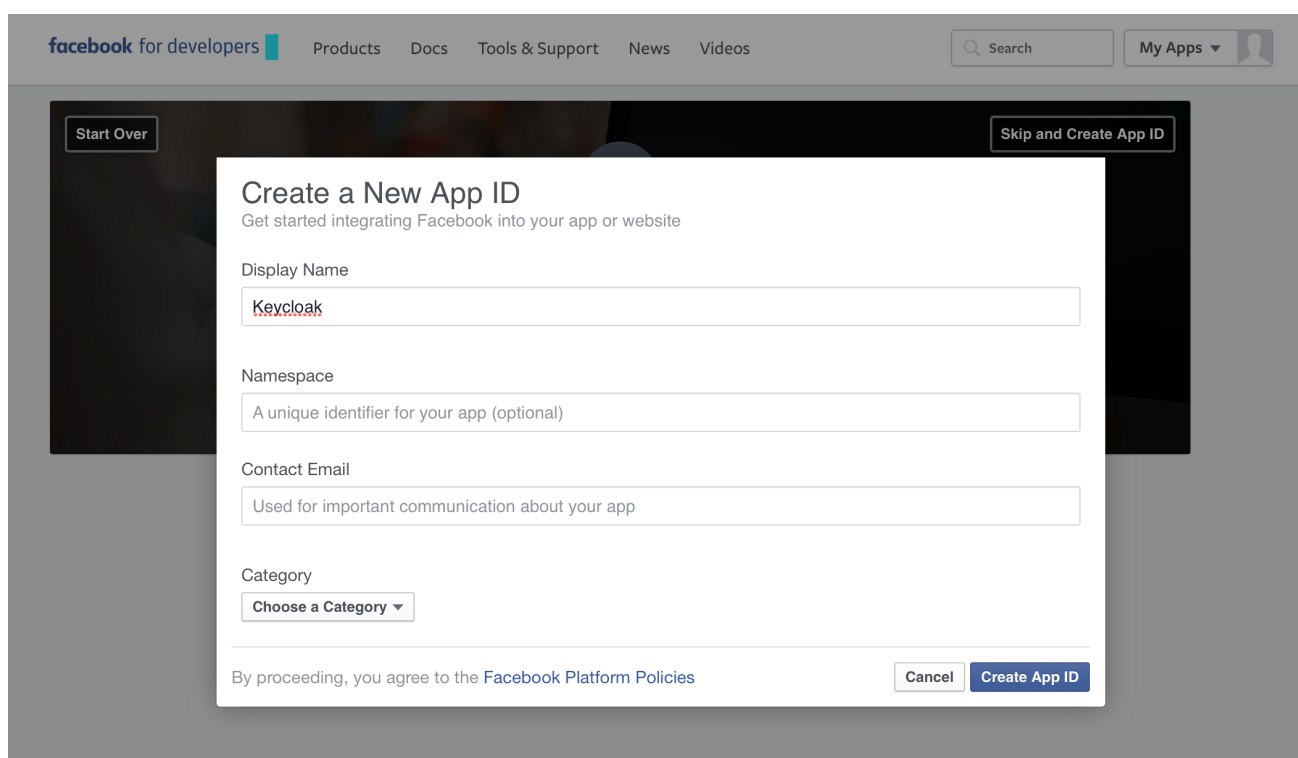 facebook for developers Products Docs Tools & Support News Videos Search My Apps
Start Over Skip and Create App ID
Create a New App ID
Get started integrating Facebook into your app or website
Display Name
Keycloak
Namespace
A unique identifier for your app (optional)
Contact Email
Used for important communication about your app
Category
Choose a Category
By proceeding, you agree to the Facebook Platform Policies Cancel Create App ID